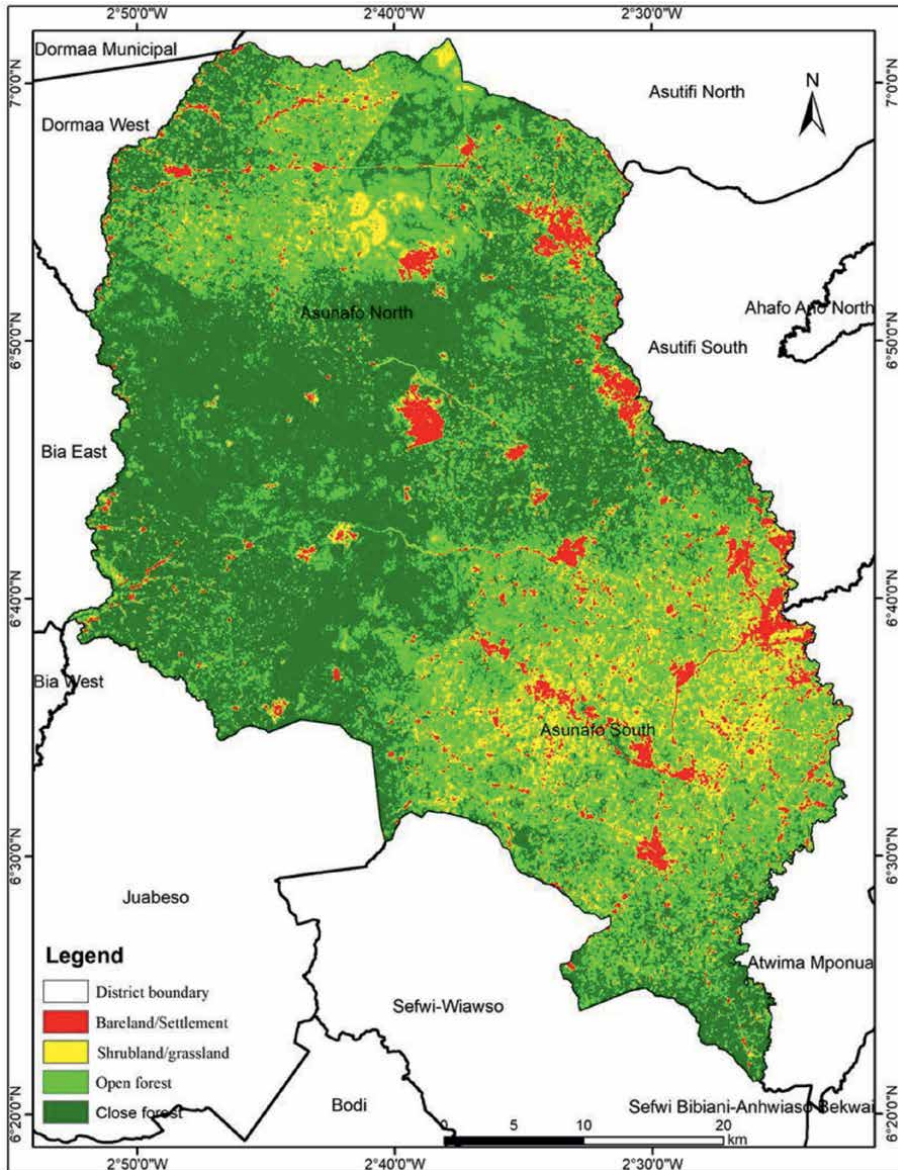 2°50'0"W 2°40'0"W 2°30'0"W
Dormaa Municipal
7°0'0"N 7°0'0"N
N
Asutifi North
Dormaa West
Asunafo North
Ahafo Ano North
6°50'0"N 6°50'0"N
Asutifi South
Bia East
6°40'0"N 6°40'0"N
Bia West
Asunafo South
6°30'0"N 6°30'0"N
Juabeso
Legend
District boundary
Bareland/Settlement
Shrubland/grassland
Open forest
Close forest
Atwima Mponua
Sefwi-Wiawso
Bodi
Sefwi Bibiani-Anhwiaso Bekwai
6°20'0"N 6°20'0"N
0 5 10 20
km
2°50'0"W 2°40'0"W 2°30'0"W